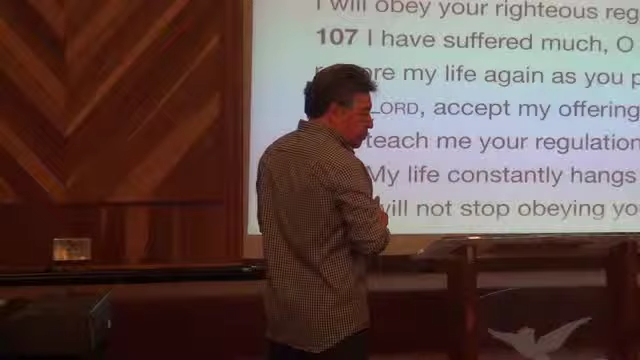 I will obey your righteous reg
107 I have suffered much, O
re my life again as you p
LORD, accept my offering
teach me your regulation
My life constantly hangs
will not stop obeying yo